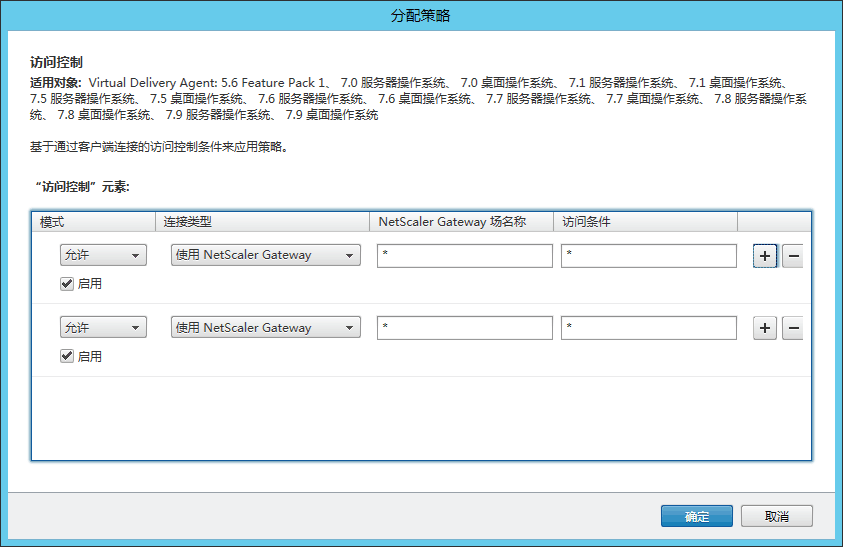 分配策略
访问控制
适用对象: Virtual Delivery Agent: 5.6 Feature Pack 1、 7.0 服务器操作系统、 7.0 桌面操作系统、 7.1 服务器操作系统、 7.1 桌面操作系统、
7.5 服务器操作系统、 7.5 桌面操作系统、 7.6 服务器操作系统、 7.6 桌面操作系统、 7.7 服务器操作系统、 7.7 桌面操作系统、 7.8 服务器操作系
统、 7.8 桌面操作系统、 7.9 服务器操作系统、 7.9 桌面操作系统
基于通过客户端连接的访问控制条件来应用策略。
“访问控制”元素:
模式 连接类型 NetScaler Gateway 场名称 访问条件
允许 使用 NetScaler Gateway * * + −
启用
允许 使用 NetScaler Gateway * * + −
启用
确定 取消